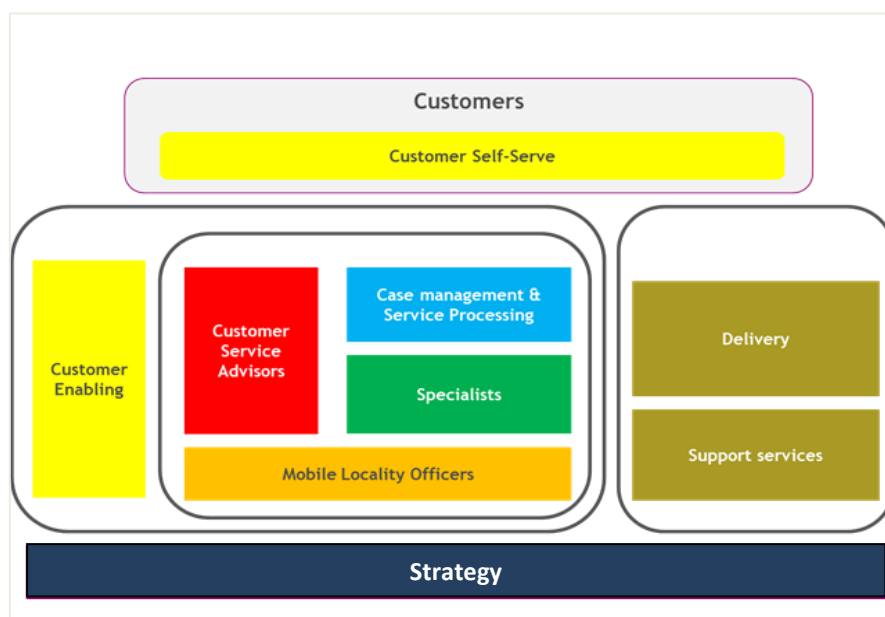 Customers
Customer Self-Serve
Customer
Enabling
Customer
Service
Advisors
Case management &
Service Processing
Specialists
Mobile Locality Officers
Delivery
Support services
Strategy